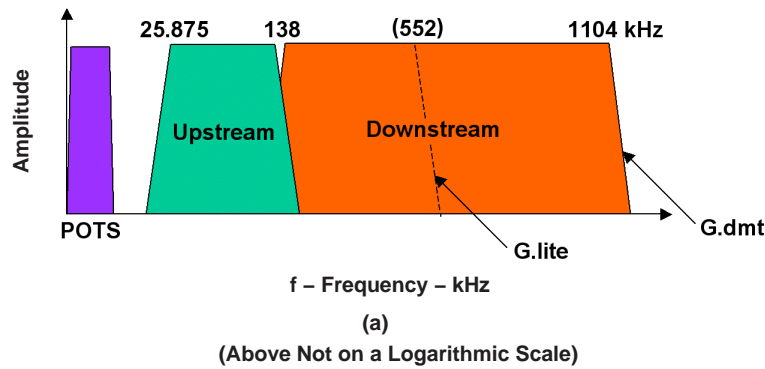 25.875 138 (552) 1104 kHz
Amplitude
Upstream Downstream
POTS
G.dmt
G.lite
f – Frequency – kHz
(a)
(Above Not on a Logarithmic Scale)